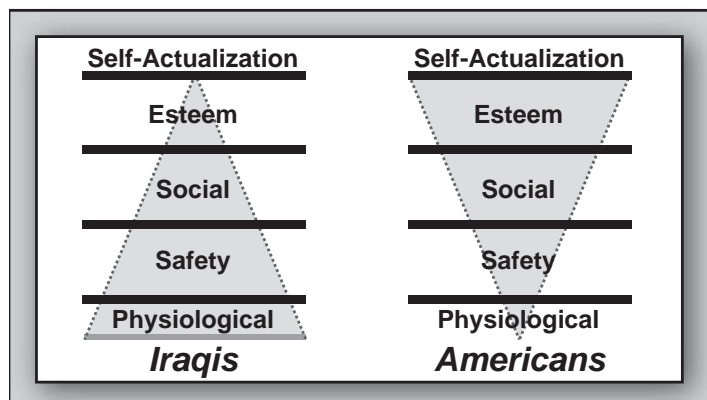 Self-Actualization
Esteem
Social
Safety
Physiological
Iraqis
Self-Actualization
Esteem
Social
Safety
Physiological
Americans